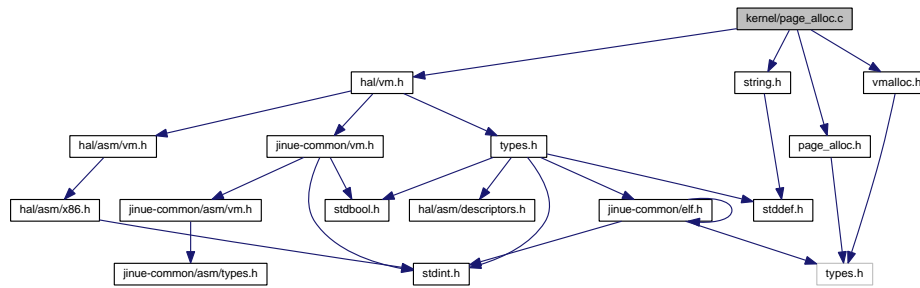 kernel/page_alloc.c
hal/vm.h
string.h
vmalloc.h
hal/asm/vm.h
jinue-common/vm.h
types.h
page_alloc.h
hal/asm/x86.h
jinue-common/asm/vm.h
stdbool.h
hal/asm/descriptors.h
jinue-common/elf.h
stddef.h
jinue-common/asm/types.h
stdint.h
types.h